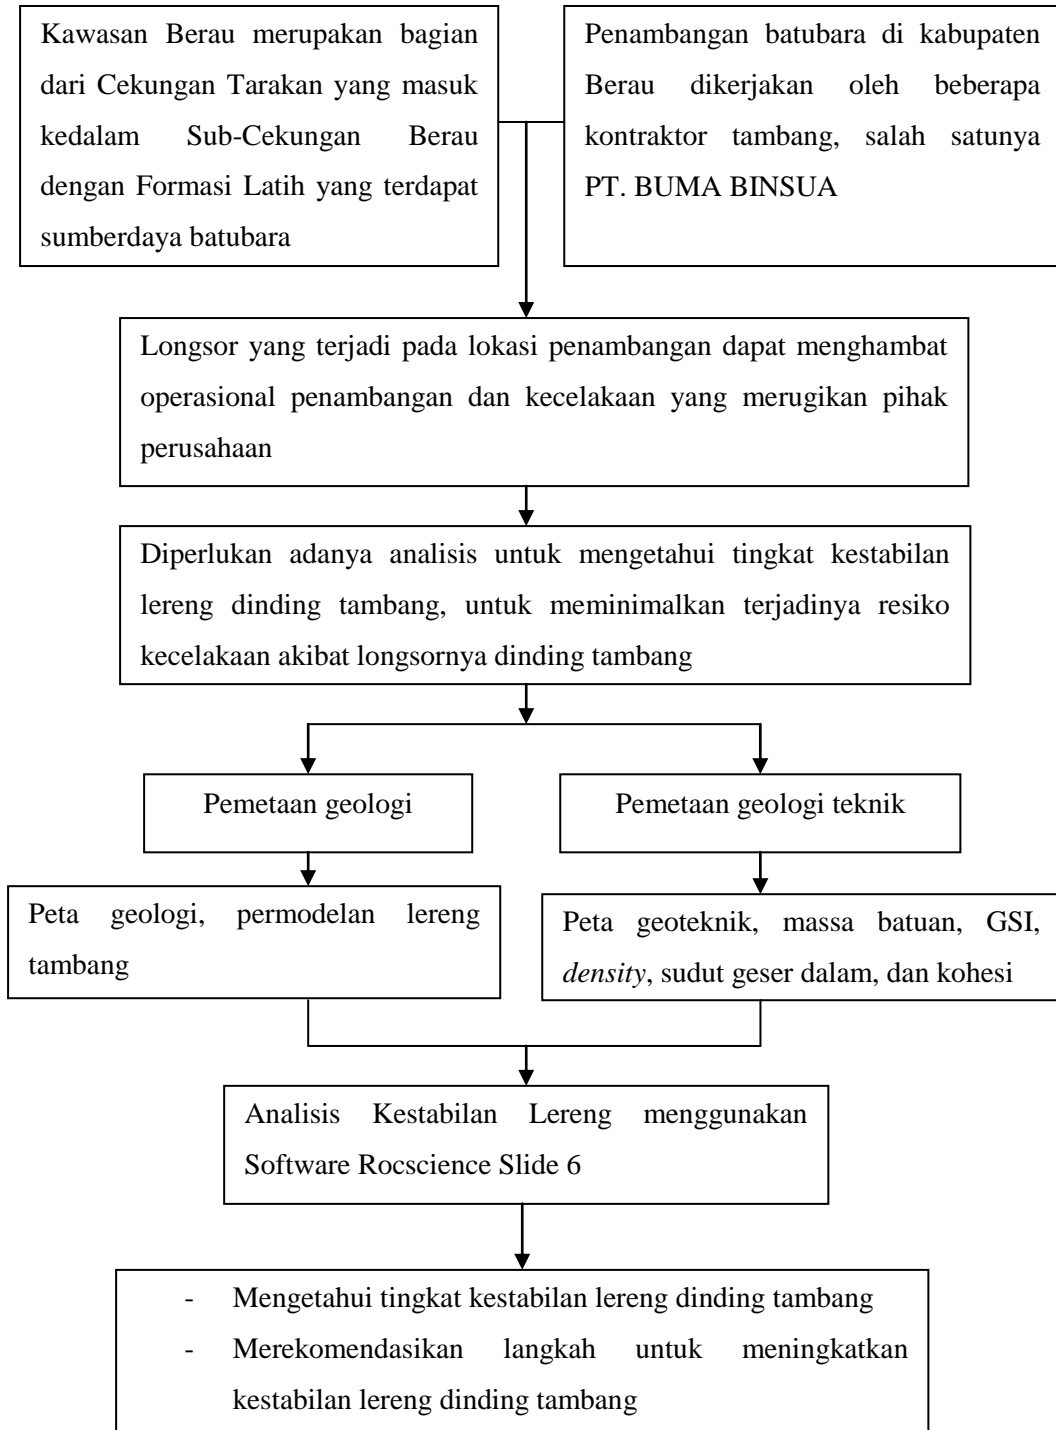 Kawasan Berau merupakan bagian
dari Cekungan Tarakan yang masuk
kedalam Sub-Cekungan Berau
dengan Formasi Latih yang terdapat
sumberdaya batubara
Penambangan batubara di kabupaten
Berau dikerjakan oleh beberapa
kontraktor tambang, salah satunya
PT. BUMA BINSUA
Longsor yang terjadi pada lokasi penambangan dapat menghambat
operasional penambangan dan kecelakaan yang merugikan pihak
perusahaan
Diperlukan adanya analisis untuk mengetahui tingkat kestabilan
lereng dinding tambang, untuk meminimalkan terjadinya resiko
kecelakaan akibat longsornya dinding tambang
Pemetaan geologi
Pemetaan geologi teknik
Peta geologi, permodelan lereng
tambang
Peta geoteknik, massa batuan, GSI,
density, sudut geser dalam, dan kohesi
Analisis Kestabilan Lereng menggunakan
Software Rocscience Slide 6
- Mengetahui tingkat kestabilan lereng dinding tambang
- Merekomendasikan langkah untuk meningkatkan
kestabilan lereng dinding tambang